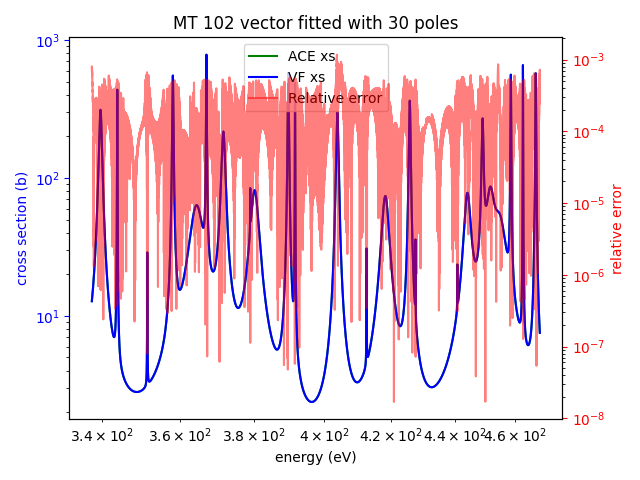 MT 102 vector fitted with 30 poles
ACE xs
VF xs
Relative error
cross section (b)
10³
10²
10¹
relative error
10⁻³
10⁻⁴
10⁻⁵
10⁻⁶
10⁻⁷
10⁻⁸
3.4 × 10² 3.6 × 10² 3.8 × 10² 4 × 10² 4.2 × 10² 4.4 × 10² 4.6 × 10²
energy (eV)